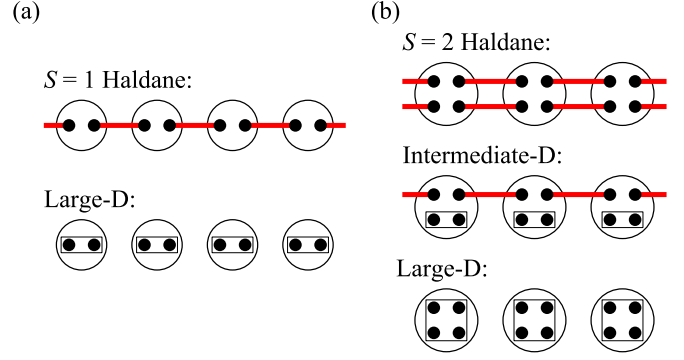 (a)
S = 1 Haldane:
Large-D:
(b)
S = 2 Haldane:
Intermediate-D:
Large-D: